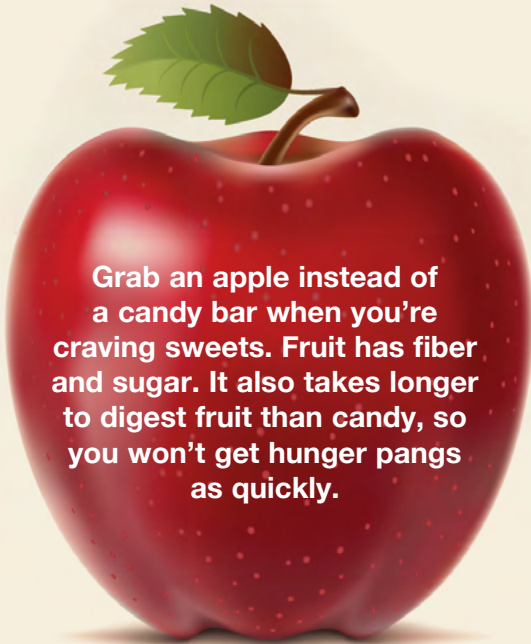 Grab an apple instead of
a candy bar when you’re
craving sweets. Fruit has fiber
and sugar. It also takes longer
to digest fruit than candy, so
you won’t get hunger pangs
as quickly.